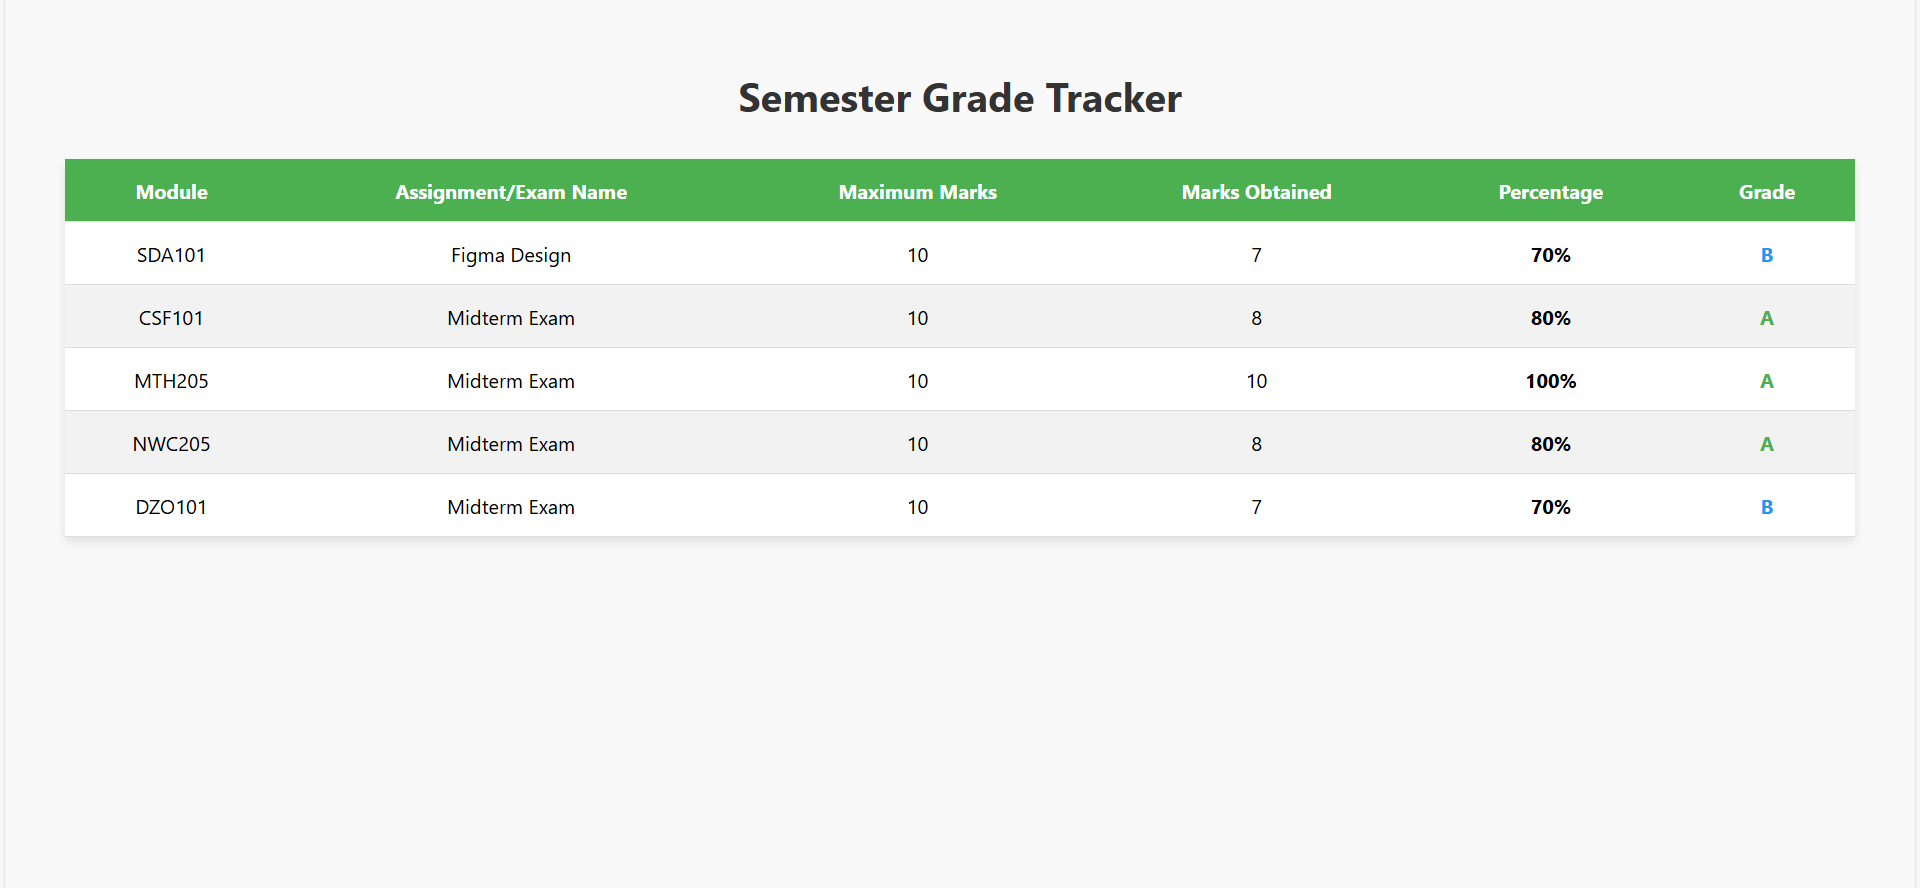 Semester Grade Tracker
Module Assignment/Exam Name Maximum Marks Marks Obtained Percentage Grade
SDA101 Figma Design 10 7 70% B
CSF101 Midterm Exam 10 8 80% A
MTH205 Midterm Exam 10 10 100% A
NWC205 Midterm Exam 10 8 80% A
DZO101 Midterm Exam 10 7 70% B